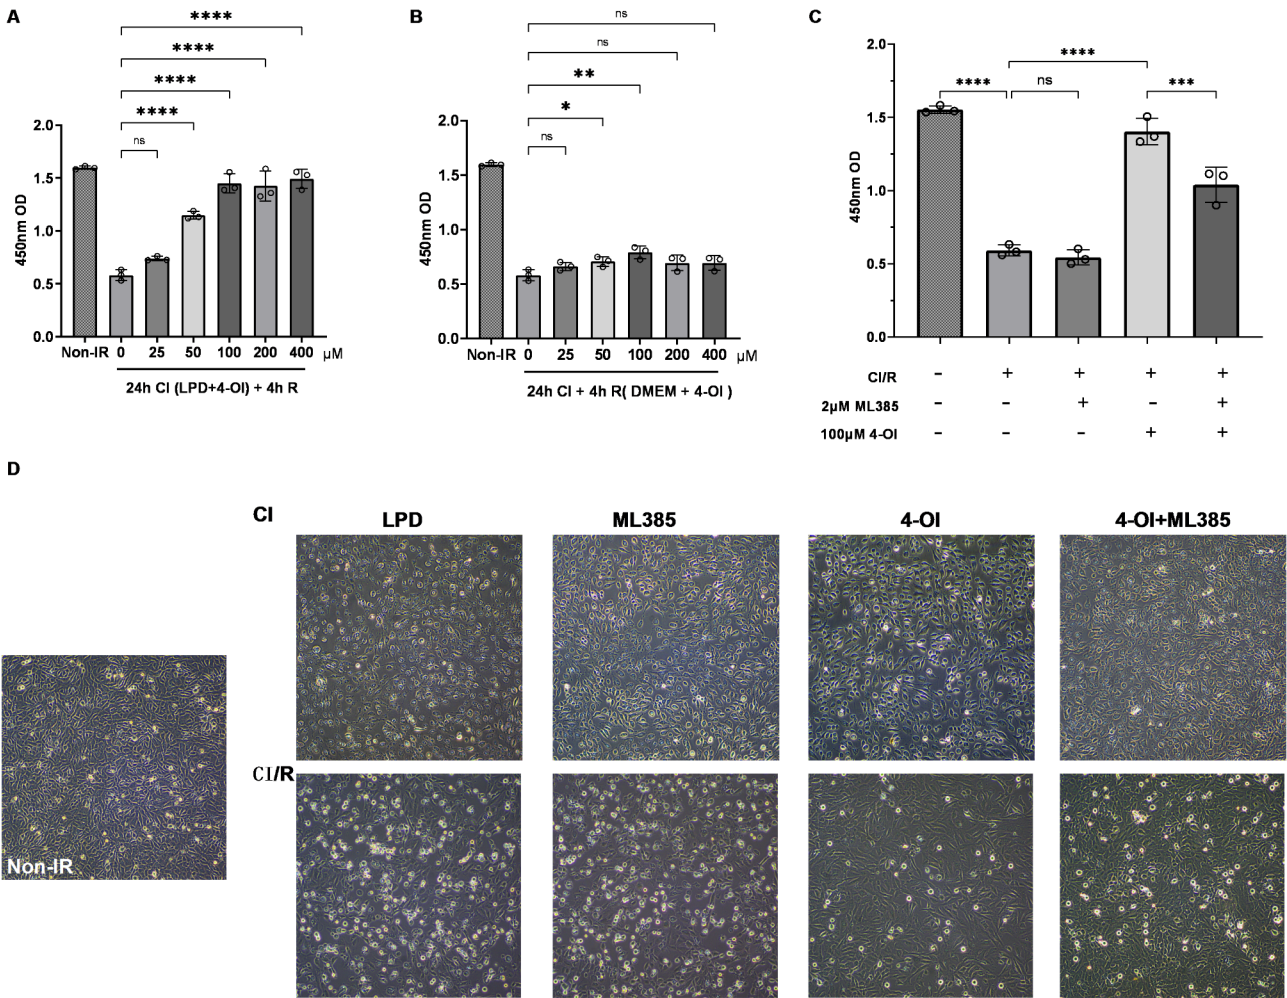 A
****
****
****
****
ns
2.0
1.5
1.0
0.5
0.0
450nm OD
Non-IR 0 25 50 100 200 400 μM
24h CI (LPD+4-OI) + 4h R
B
ns
ns
**
*
ns
2.0
1.5
1.0
0.5
0.0
450nm OD
Non-IR 0 25 50 100 200 400 μM
24h CI + 4h R( DMEM + 4-OI )
C
****
**** ns ***
2.0
1.5
1.0
0.5
0.0
450nm OD
CI/R - + + + +
2μM ML385 - - + - +
100μM 4-OI - - - + +
D
CI
LPD ML385 4-OI 4-OI+ML385
CI/R
Non-IR